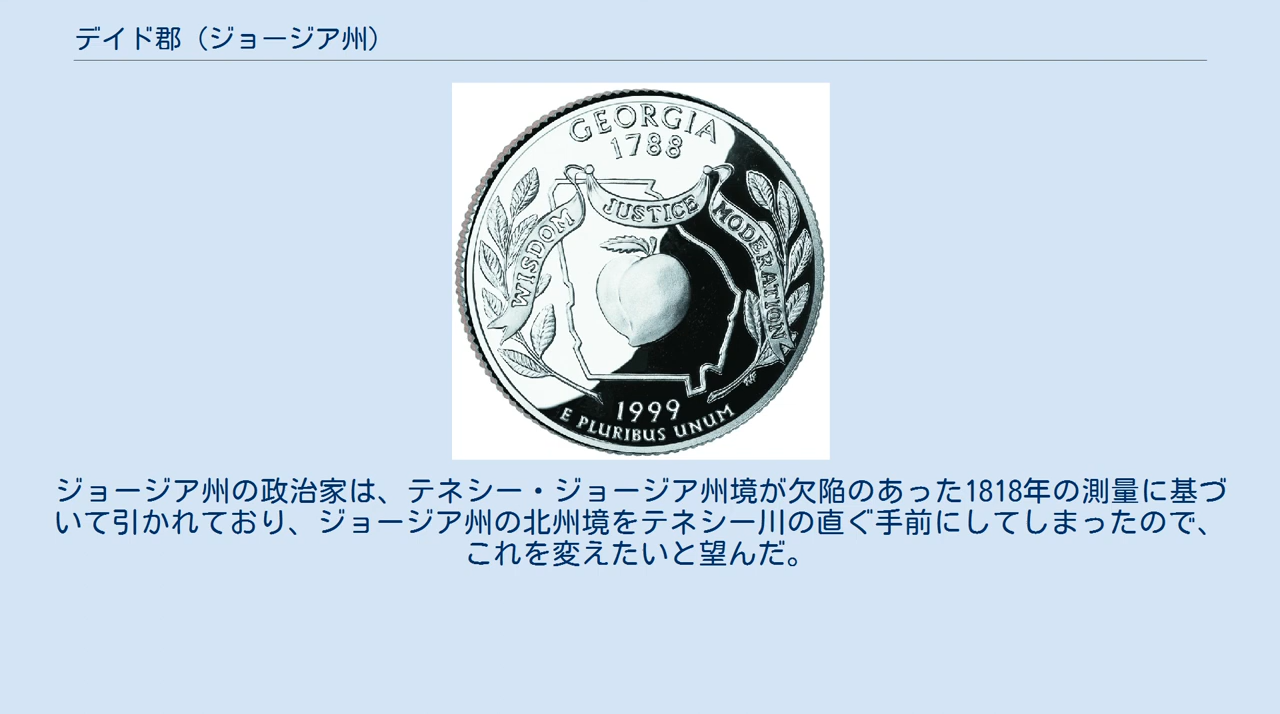 デイド郡（ジョージア州）
GEORGIA
1788
WISDOM
JUSTICE
MODERATION
1999
E PLURIBUS UNUM
ジョージア州の政治家は、テネシー・ジョージア州境が欠陥のあった1818年の測量に基づ
いて引かれており、ジョージア州の北州境をテネシー川の直ぐ手前にしてしまったので、
これを変えたいと望んだ。